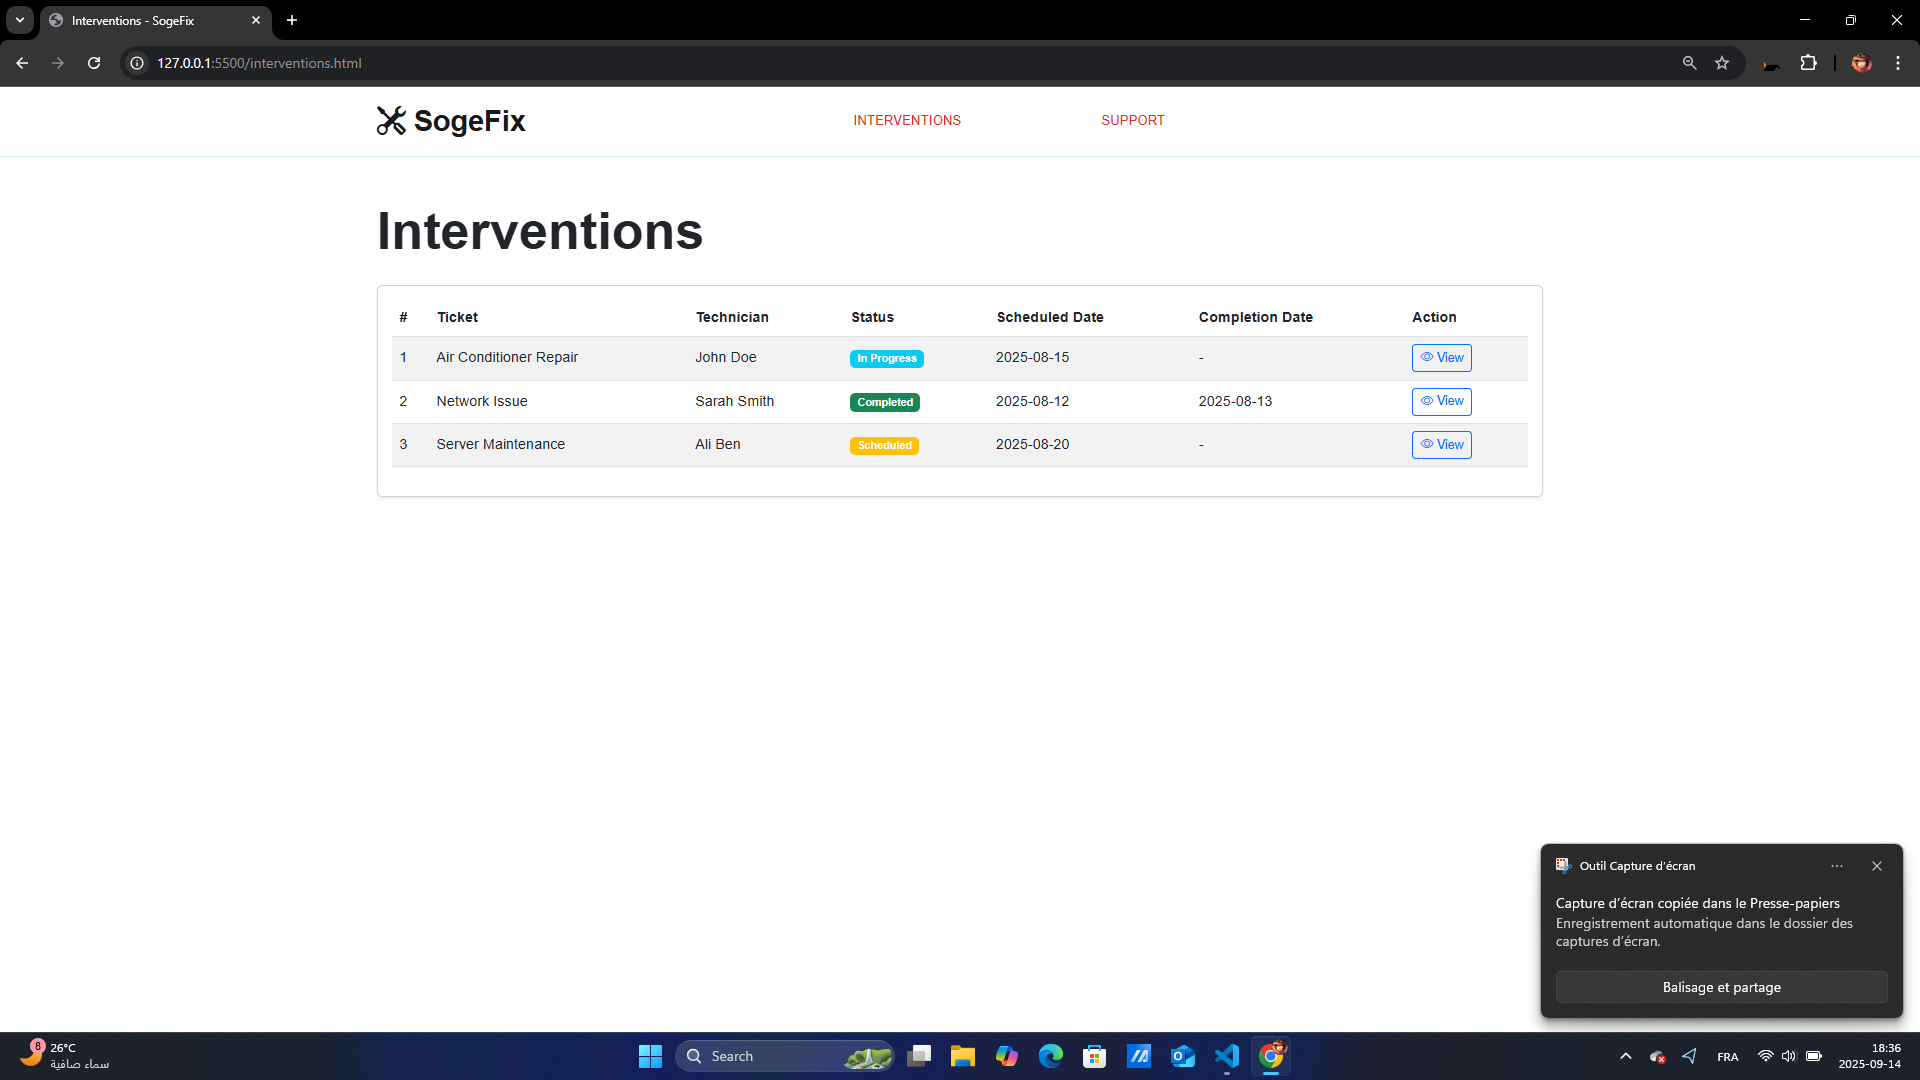 Interventions - SogeFix
127.0.0.1:5500/interventions.html
SogeFix
INTERVENTIONS
SUPPORT
Interventions
# Ticket Technician Status Scheduled Date Completion Date Action
1 Air Conditioner Repair John Doe In Progress 2025-08-15 - View
2 Network Issue Sarah Smith Completed 2025-08-12 2025-08-13 View
3 Server Maintenance Ali Ben Scheduled 2025-08-20 - View
Outil Capture d'écran
Capture d'écran copiée dans le Presse-papiers
Enregistrement automatique dans le dossier des
captures d'écran.
Balisage et partage
8
26°C
سماء صافية
Search
FRA
18:36
2025-09-14